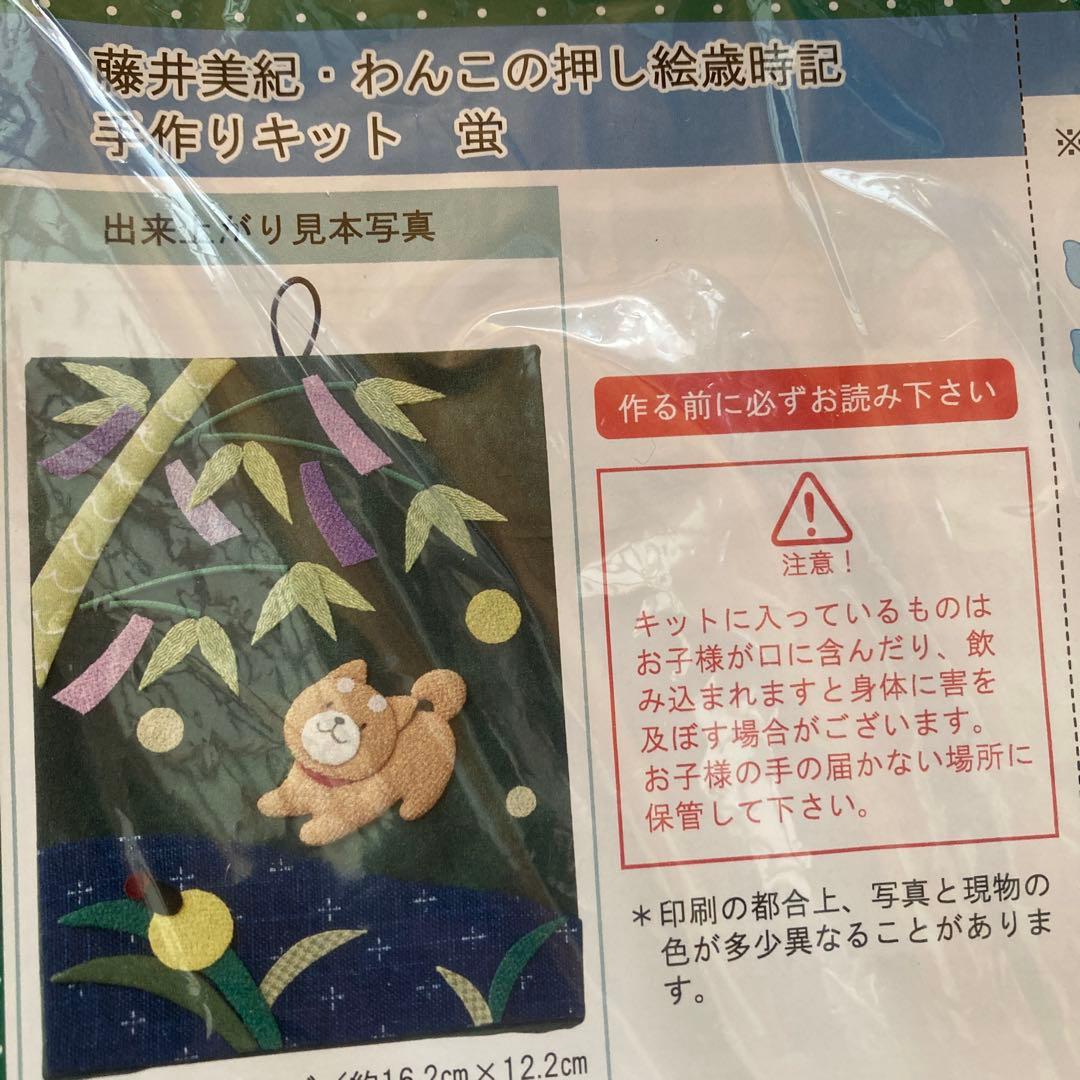 藤井美紀・わんこの押し絵歳時記
手作りキット 蛍
出来上がり見本写真
作る前に必ずお読み下さい
注意！
キットに入っているものは
お子様が口に含んだり、飲
み込まれますと身体に害を
及ぼす場合がございます。
お子様の手の届かない場所に
保管して下さい。
＊印刷の都合上、写真と現物の
色が多少異なることがありま
す。
約16.2cm×12.2cm
※